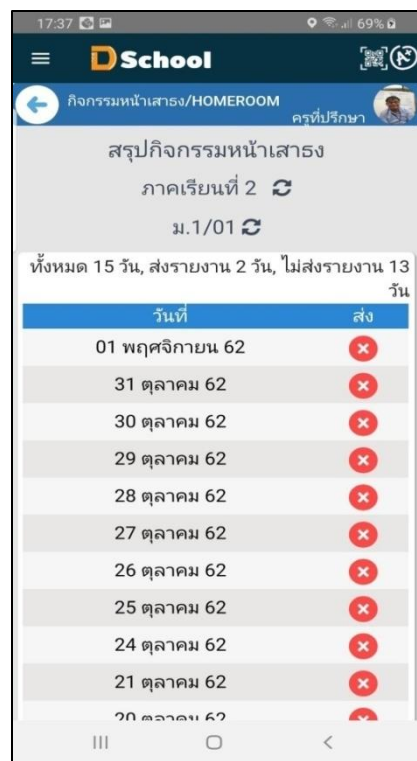 17:37 69%
DSchool
กิจกรรมหน้าเสาธง/HOMEROOM
ครูที่ปรึกษา
สรุปกิจกรรมหน้าเสาธง
ภาคเรียนที่ 2
ม.1/01
ทั้งหมด 15 วัน, ส่งรายงาน 2 วัน, ไม่ส่งรายงาน 13
วัน
วันที่ ส่ง
01 พฤศจิกายน 62
31 ตุลาคม 62
30 ตุลาคม 62
29 ตุลาคม 62
28 ตุลาคม 62
27 ตุลาคม 62
26 ตุลาคม 62
25 ตุลาคม 62
24 ตุลาคม 62
21 ตุลาคม 62
20 ตุลาคม 62